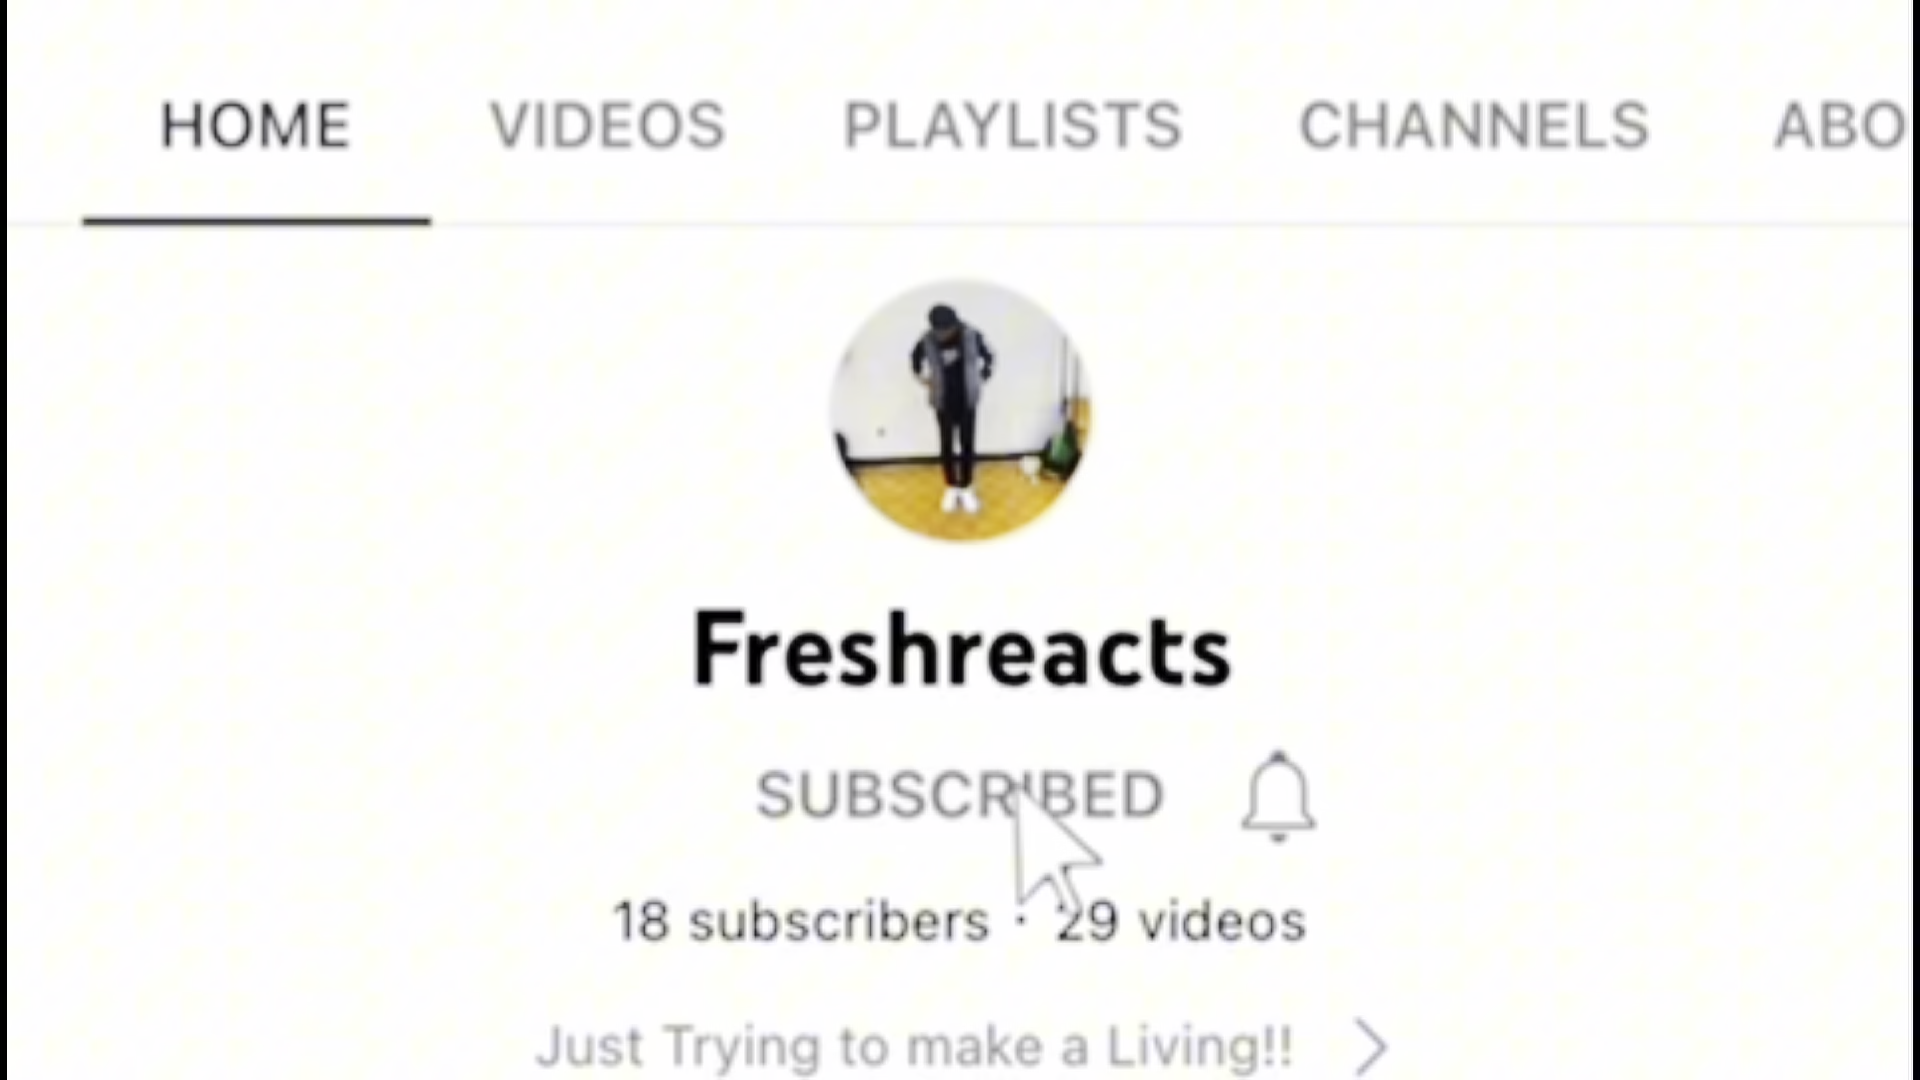 HOME VIDEOS PLAYLISTS CHANNELS ABO
Freshreacts
SUBSCRIBED
18 subscribers · 29 videos
Just Trying to make a Living!!